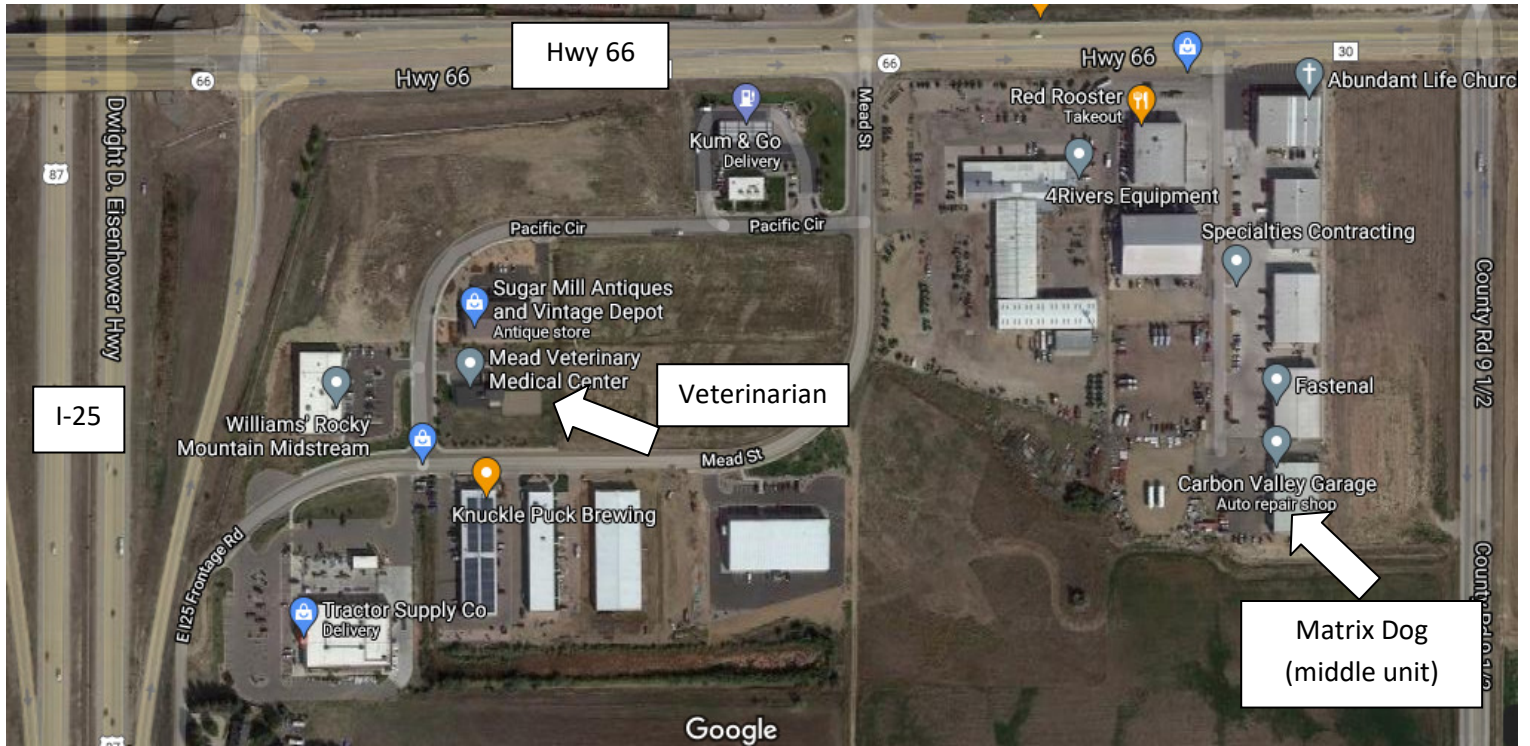 Hwy 66
Hwy 66
66
66
Hwy 66
30
Abundant Life Church
Red Rooster
Takeout
Kum & Go
Delivery
Mead St
4Rivers Equipment
87
Dwight D. Eisenhower Hwy
Pacific Cir
Pacific Cir
Specialties Contracting
County Rd 9 1/2
Sugar Mill Antiques
and Vintage Depot
Antique store
Mead Veterinary
Medical Center
Veterinarian
Fastenal
I-25
Williams' Rocky
Mountain Midstream
Mead St
Carbon Valley Garage
Auto repair shop
Knuckle Puck Brewing
E I25 Frontage Rd
Tractor Supply Co
Delivery
Matrix Dog
(middle unit)
Google